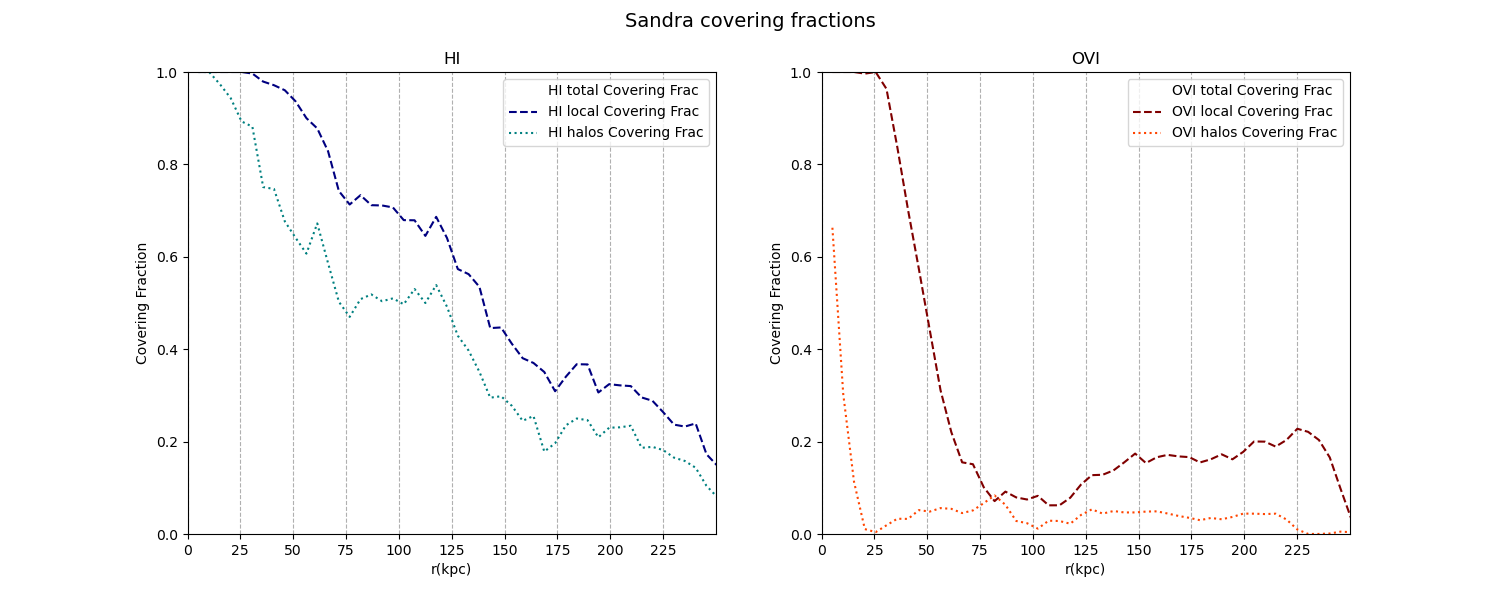 Sandra covering fractions
HI
HI total Covering Frac
HI local Covering Frac
HI halos Covering Frac
Covering Fraction
1.0
0.8
0.6
0.4
0.2
0.0
0 25 50 75 100 125 150 175 200 225
r(kpc)
OVI
OVI total Covering Frac
OVI local Covering Frac
OVI halos Covering Frac
Covering Fraction
1.0
0.8
0.6
0.4
0.2
0.0
0 25 50 75 100 125 150 175 200 225
r(kpc)